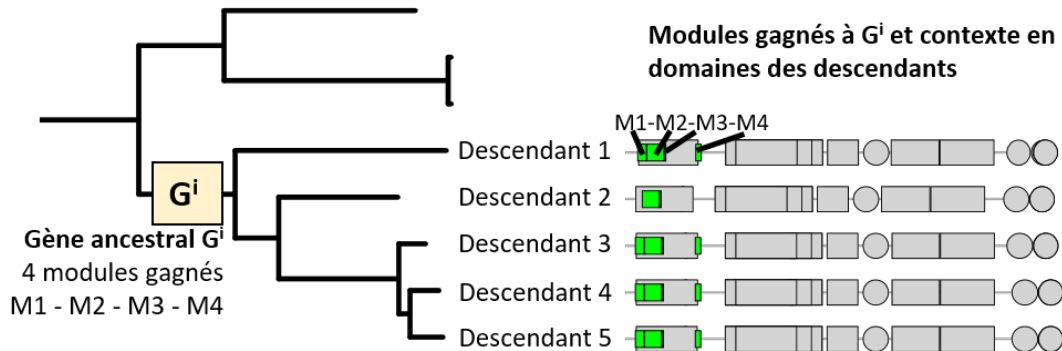 Modules gagnés à Gⁱ et contexte en
domaines des descendants
M1-M2-M3-M4
Descendant 1
Descendant 2
Descendant 3
Descendant 4
Descendant 5
Gⁱ
Gène ancestral Gⁱ
4 modules gagnés
M1 - M2 - M3 - M4